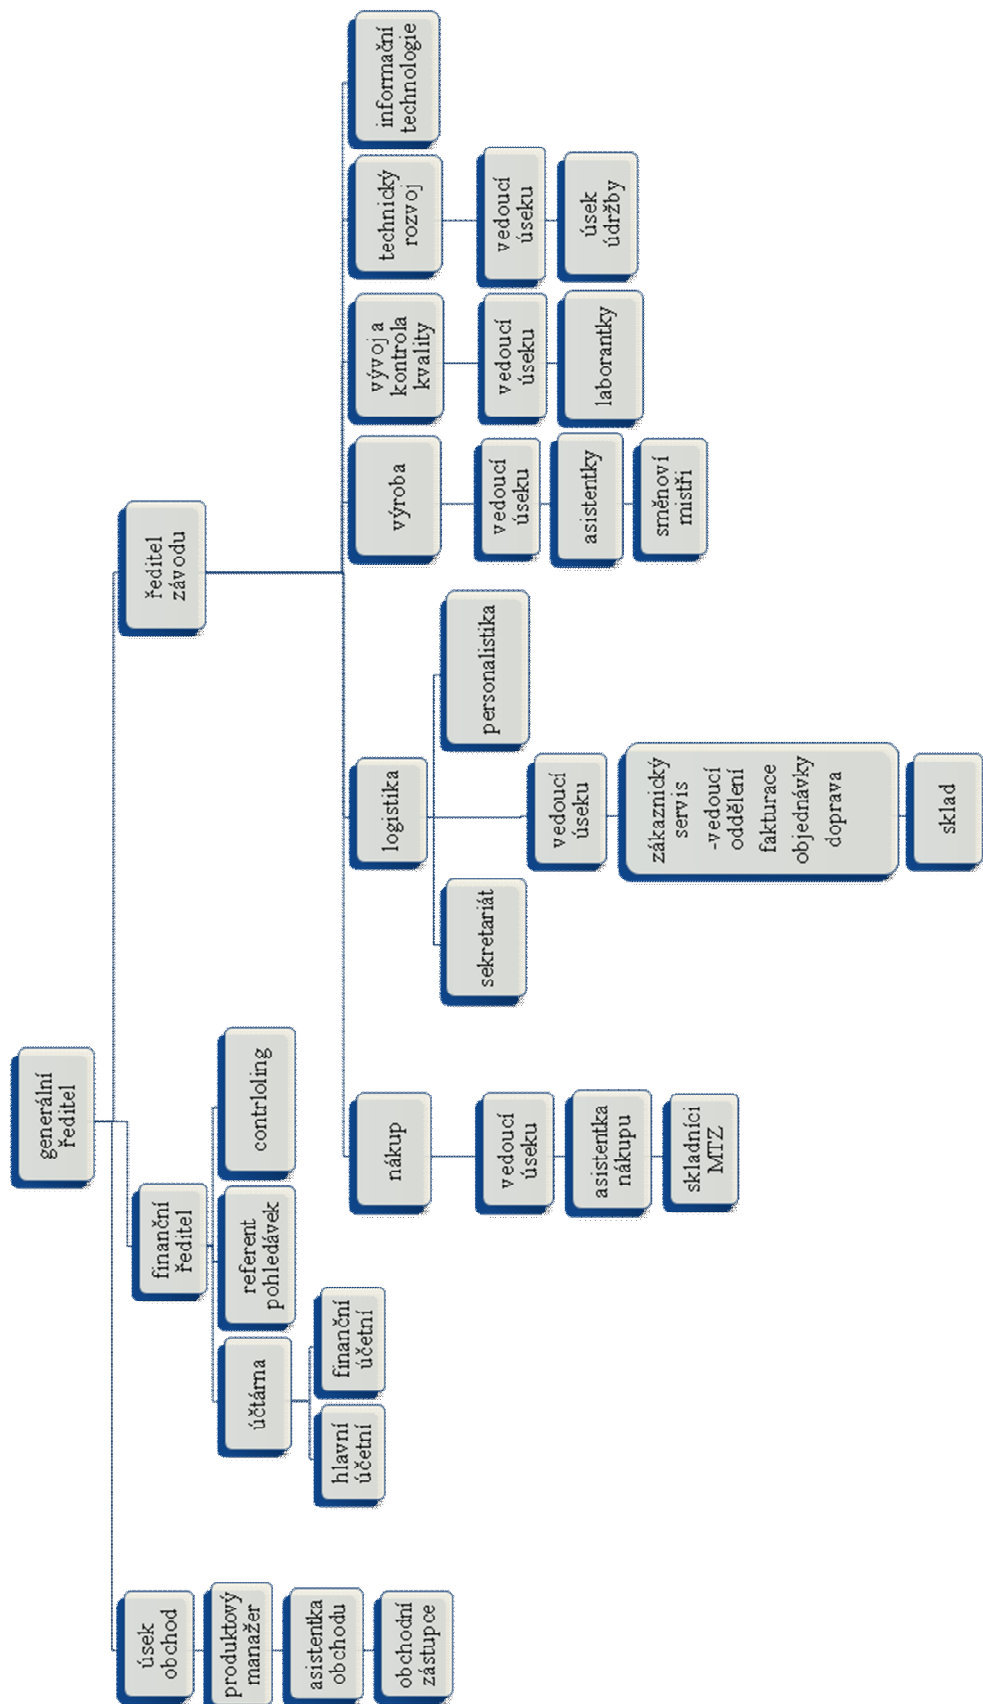 generální
ředitel
úsek
obchod
produktový
manažer
asistentka
obchodu
obchodní
zástupce
finanční
ředitel
účtárna
hlavní
účetní
finanční
účetní
referent
pohledávek
contrloling
ředitel
závodu
nákup
vedoucí
úseku
asistentka
nákupu
skladníci
MTZ
logistika
sekretariát
vedoucí
úseku
zákaznický
servis
-vedoucí
oddělení
fakturace
objednávky
doprava
sklad
personalistika
výroba
vedoucí
úseku
asistentky
směnoví
mistři
vývoj a
kontrola
kvality
vedoucí
úseku
laborantky
technický
rozvoj
vedoucí
úseku
úsek
údržby
informační
technologie